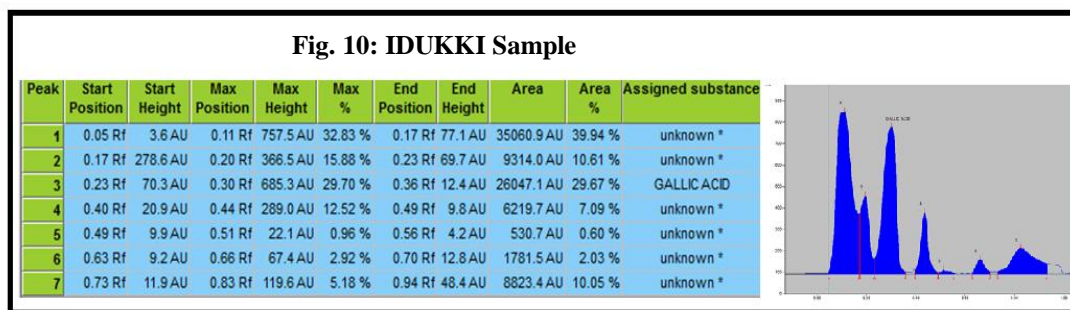 Fig. 10: IDUKKI Sample
Peak Start Position Start Height Max Position Max Height Max % End Position End Height Area Area % Assigned substance
1 0.05 Rf 3.6 AU 0.11 Rf 757.5 AU 32.83 % 0.17 Rf 77.1 AU 35060.9 AU 39.94 % unknown *
2 0.17 Rf 278.6 AU 0.20 Rf 366.5 AU 15.88 % 0.23 Rf 69.7 AU 9314.0 AU 10.61 % unknown *
3 0.23 Rf 70.3 AU 0.30 Rf 685.3 AU 29.70 % 0.36 Rf 12.4 AU 26047.1 AU 29.67 % GALLIC ACID
4 0.40 Rf 20.9 AU 0.44 Rf 289.0 AU 12.52 % 0.49 Rf 9.8 AU 6219.7 AU 7.09 % unknown *
5 0.49 Rf 9.9 AU 0.51 Rf 22.1 AU 0.96 % 0.56 Rf 4.2 AU 530.7 AU 0.60 % unknown *
6 0.63 Rf 9.2 AU 0.66 Rf 67.4 AU 2.92 % 0.70 Rf 12.8 AU 1781.5 AU 2.03 % unknown *
7 0.73 Rf 11.9 AU 0.83 Rf 119.6 AU 5.18 % 0.94 Rf 48.4 AU 8823.4 AU 10.05 % unknown *
GALLIC ACID